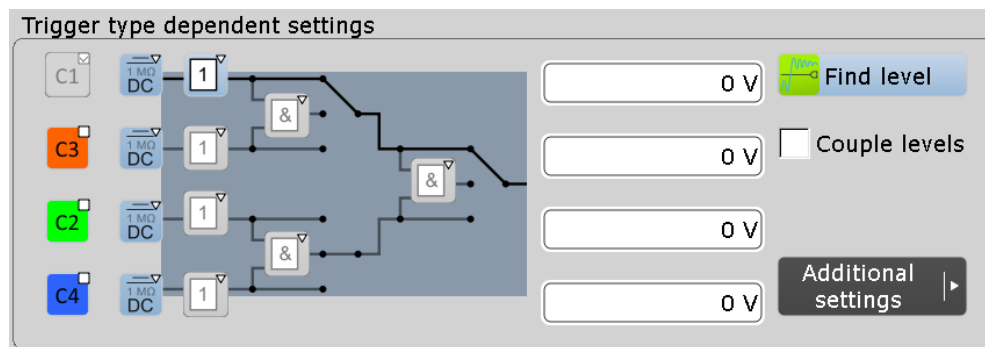 Trigger type dependent settings
C1
1 MΩ
DC
1
0 V
Find level
&
C3
1 MΩ
DC
1
0 V
Couple levels
&
C2
1 MΩ
DC
1
0 V
&
C4
1 MΩ
DC
1
0 V
Additional
settings